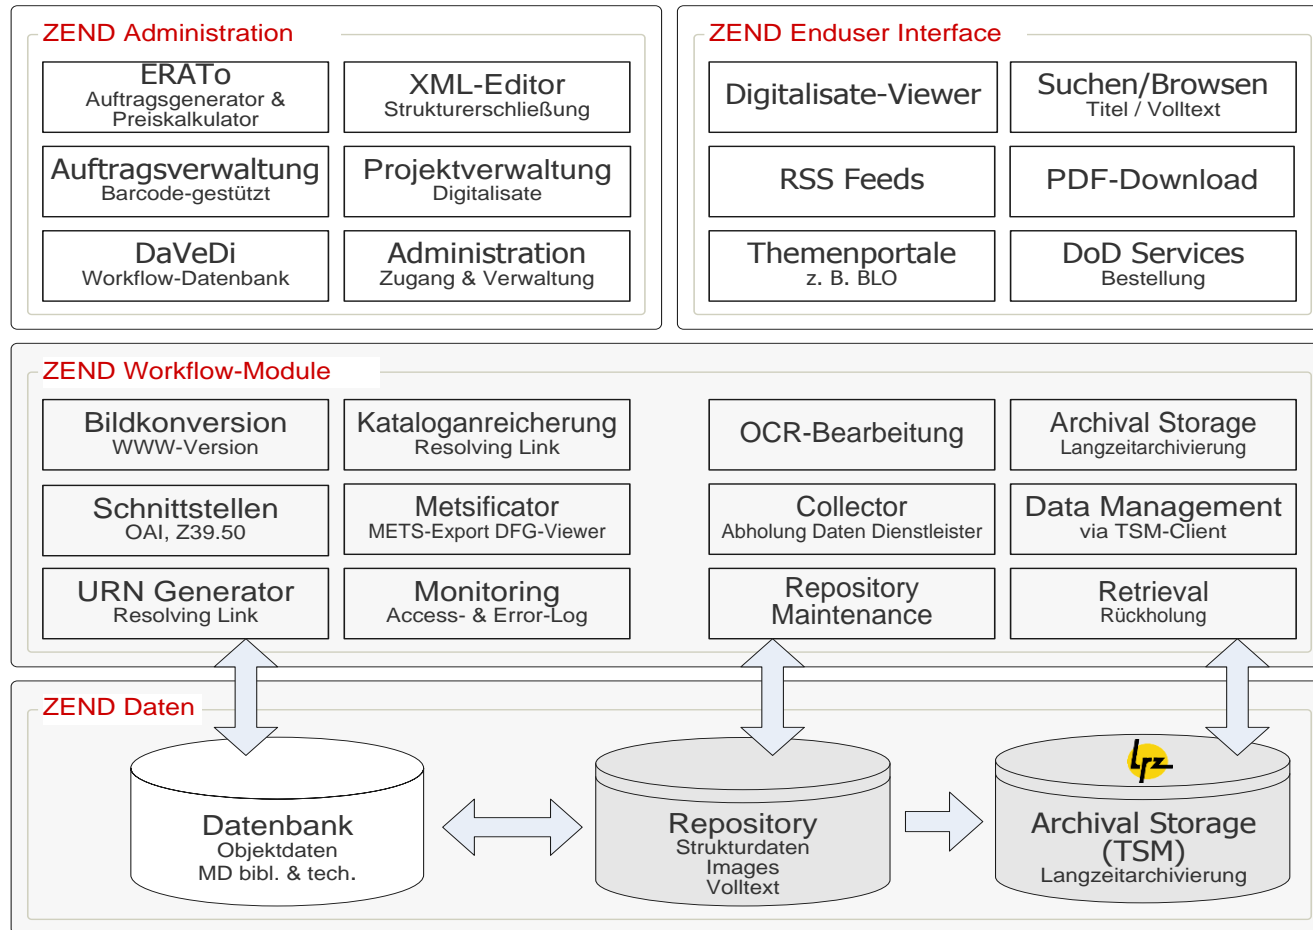 ZEND Administration
ERATo
Auftragsgenerator &
Preiskalkulator
XML-Editor
Strukturerschließung
Auftragsverwaltung
Barcode-gestützt
Projektverwaltung
Digitalisate
DaVeDi
Workflow-Datenbank
Administration
Zugang & Verwaltung
ZEND Enduser Interface
Digitalisate-Viewer
Suchen/Browsen
Titel / Volltext
RSS Feeds
PDF-Download
Themenportale
z. B. BLO
DoD Services
Bestellung
ZEND Workflow-Module
Bildkonversion
WWW-Version
Kataloganreicherung
Resolving Link
OCR-Bearbeitung
Archival Storage
Langzeitarchivierung
Schnittstellen
OAI, Z39.50
Metsificator
METS-Export DFG-Viewer
Collector
Abholung Daten Dienstleister
Data Management
via TSM-Client
URN Generator
Resolving Link
Monitoring
Access- & Error-Log
Repository
Maintenance
Retrieval
Rückholung
ZEND Daten
Datenbank
Objektdaten
MD bibl. & tech.
Repository
Strukturdaten
Images
Volltext
lrz
Archival Storage
(TSM)
Langzeitarchivierung